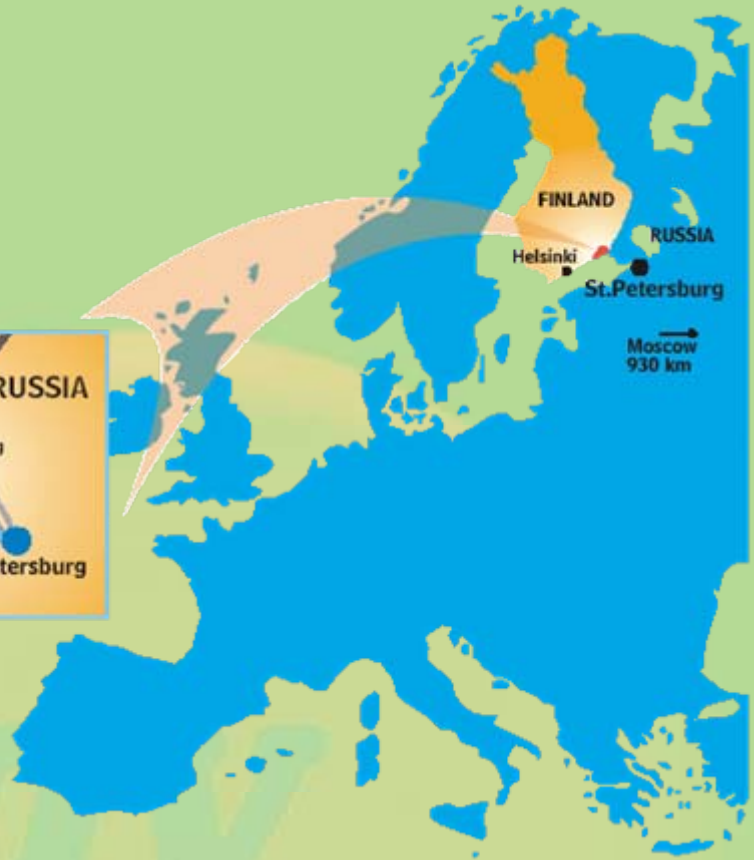 FINLAND
RUSSIA
Helsinki
St.Petersburg
Moscow
930 km
RUSSIA
tersburg